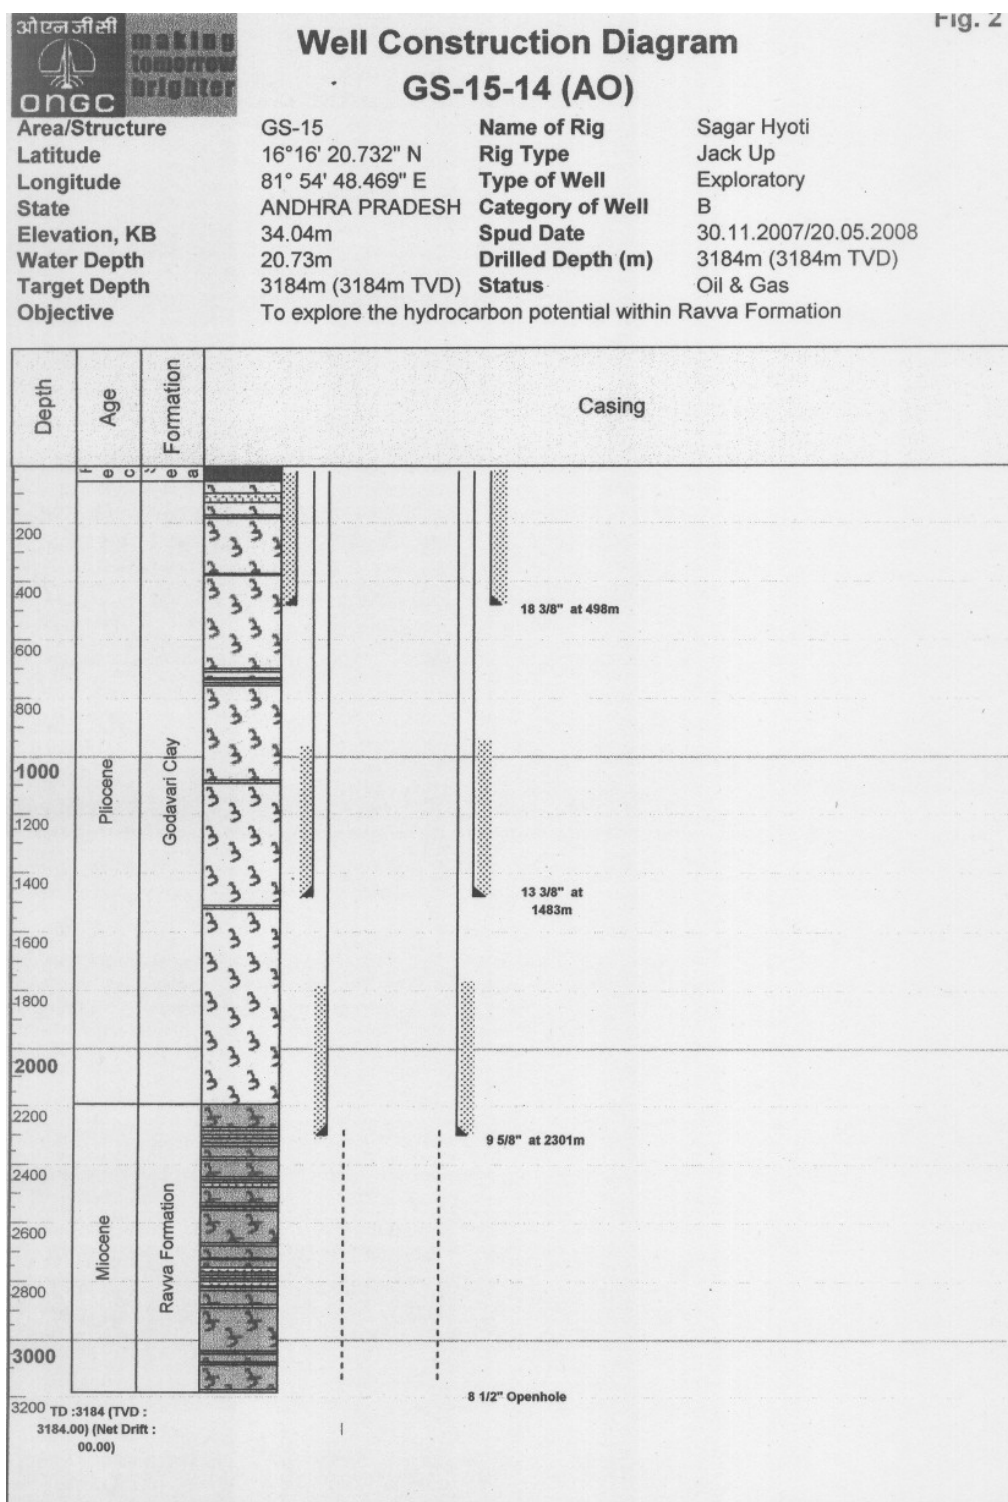 Fig. 2
ओएनजीसी
ongc
making
tomorrow
brighter
Well Construction Diagram
GS-15-14 (AO)
Area/Structure GS-15 Name of Rig Sagar Hyoti
Latitude 16°16' 20.732" N Rig Type Jack Up
Longitude 81° 54' 48.469" E Type of Well Exploratory
State ANDHRA PRADESH Category of Well B
Elevation, KB 34.04m Spud Date 30.11.2007/20.05.2008
Water Depth 20.73m Drilled Depth (m) 3184m (3184m TVD)
Target Depth 3184m (3184m TVD) Status Oil & Gas
Objective To explore the hydrocarbon potential within Ravva Formation
Depth Age Formation Casing
200
400
18 3/8" at 498m
600
800
1000
Pliocene
Godavari Clay
1200
1400
13 3/8" at
1483m
1600
1800
2000
2200
9 5/8" at 2301m
2400
2600
Miocene
Ravva Formation
2800
3000
8 1/2" Openhole
3200
TD :3184 (TVD :
3184.00) (Net Drift :
00.00)